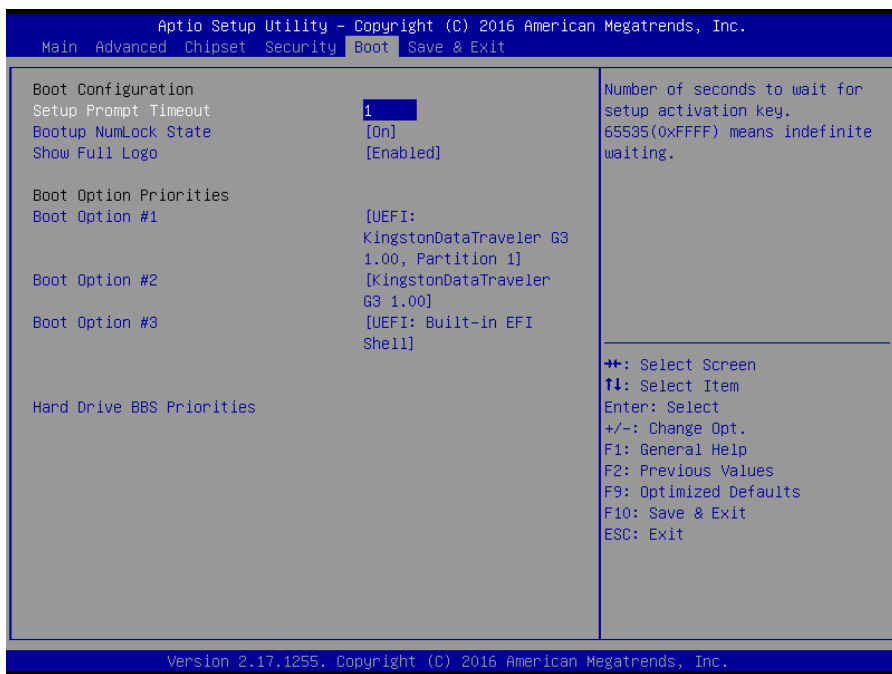 Aptio Setup Utility – Copyright (C) 2016 American Megatrends, Inc.
Main Advanced Chipset Security Boot Save & Exit
Boot Configuration
Setup Prompt Timeout 1
Bootup NumLock State [On]
Show Full Logo [Enabled]
Boot Option Priorities
Boot Option #1 [UEFI:
KingstonDataTraveler G3
1.00, Partition 1]
Boot Option #2 [KingstonDataTraveler
G3 1.00]
Boot Option #3 [UEFI: Built-in EFI
Shell]
Hard Drive BBS Priorities
Number of seconds to wait for
setup activation key.
65535(0xFFFF) means indefinite
waiting.
→←: Select Screen
↑↓: Select Item
Enter: Select
+/-: Change Opt.
F1: General Help
F2: Previous Values
F9: Optimized Defaults
F10: Save & Exit
ESC: Exit
Version 2.17.1255. Copyright (C) 2016 American Megatrends, Inc.